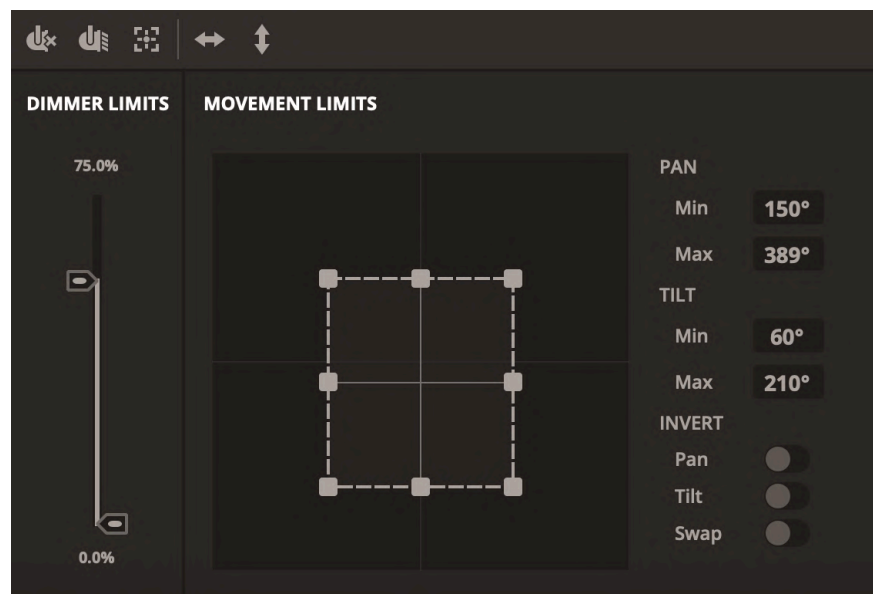 DIMMER LIMITS
75.0%
0.0%
MOVEMENT LIMITS
PAN
Min 150°
Max 389°
TILT
Min 60°
Max 210°
INVERT
Pan
Tilt
Swap